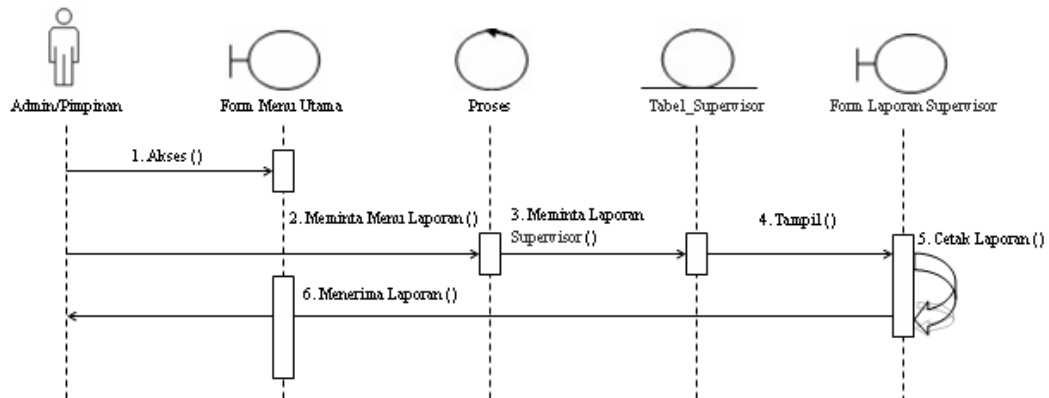 Admin/Pimpinan
Form Menu Utama
Proses
Tabel_Supervisor
Form Laporan Supervisor
1. Akses ()
2. Meminta Menu Laporan ()
3. Meminta Laporan
Supervisor ()
4. Tampil ()
5. Cetak Laporan ()
6. Menerima Laporan ()